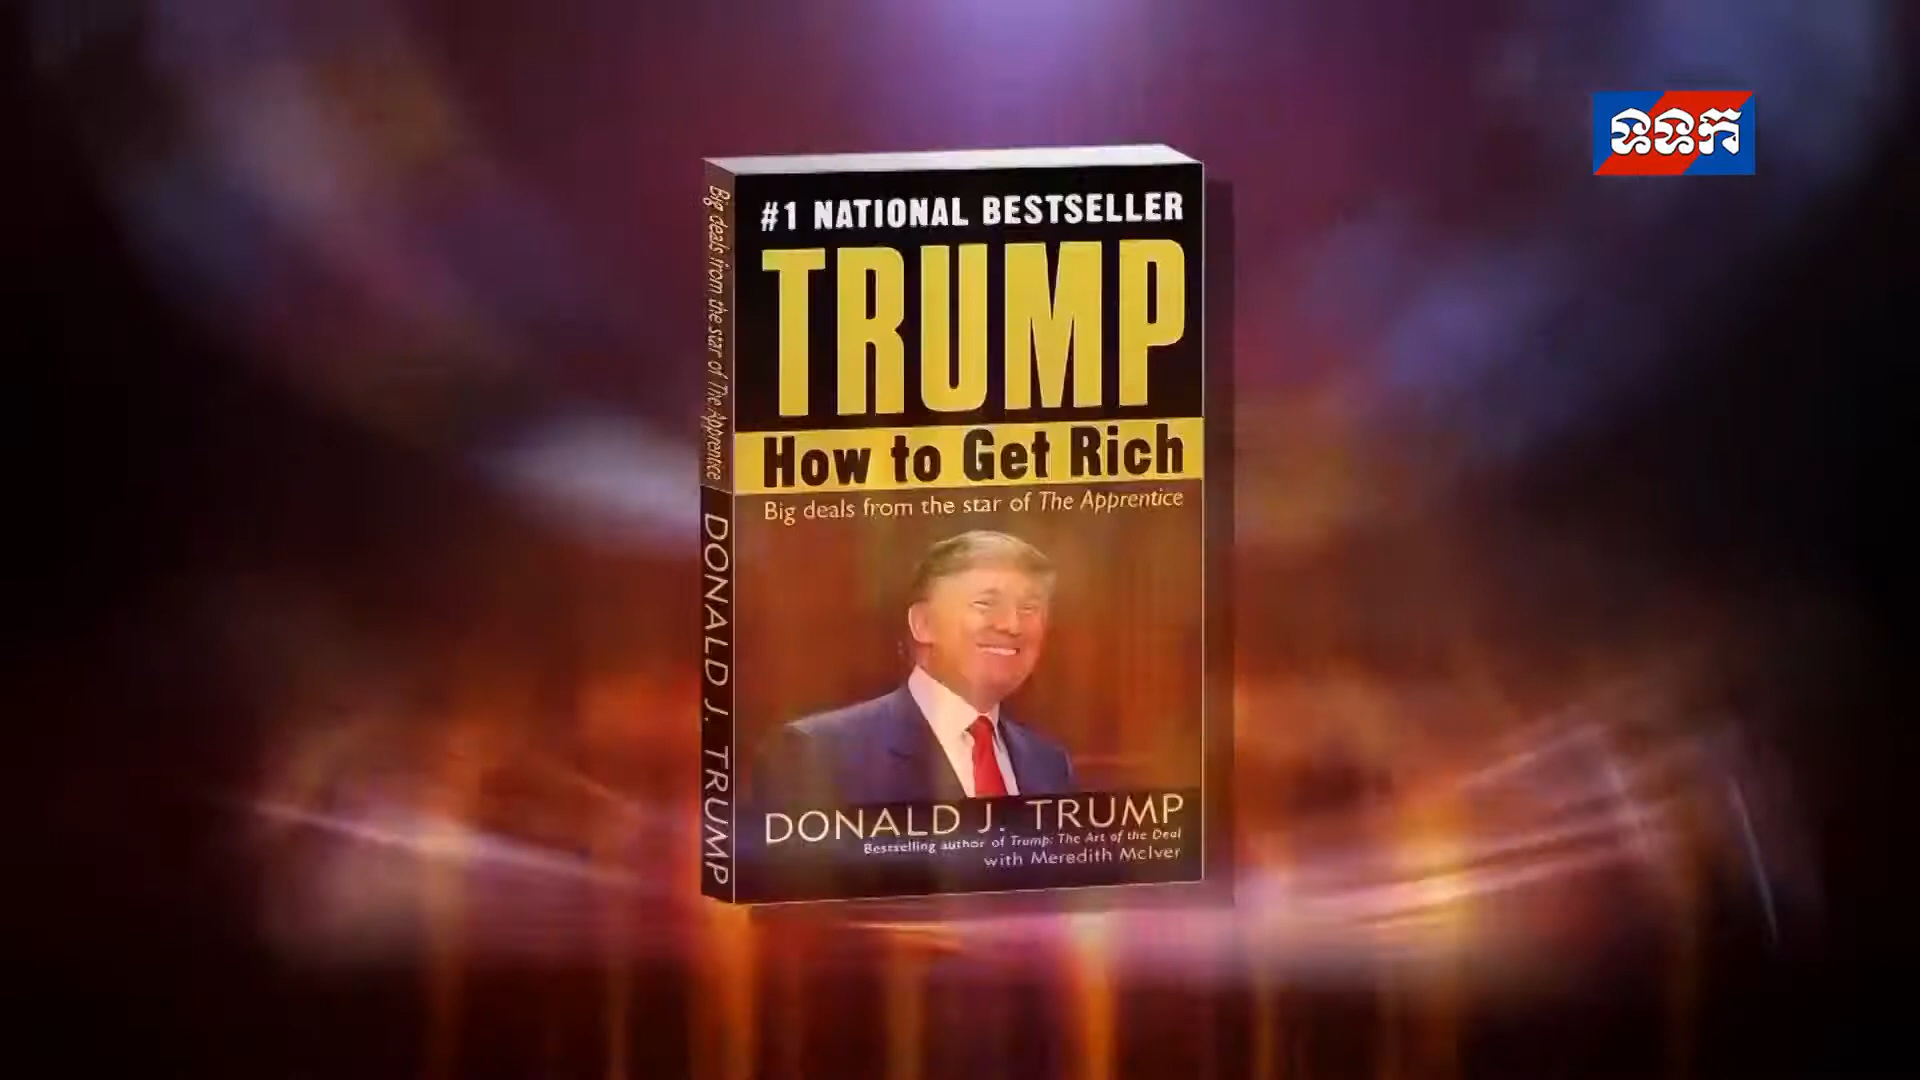 ទទក
#1 NATIONAL BESTSELLER
TRUMP
How to Get Rich
Big deals from the star of The Apprentice
DONALD J. TRUMP
Bestselling author of Trump: The Art of the Deal
with Meredith McIver
Big deals from the star of The Apprentice
DONALD J. TRUMP